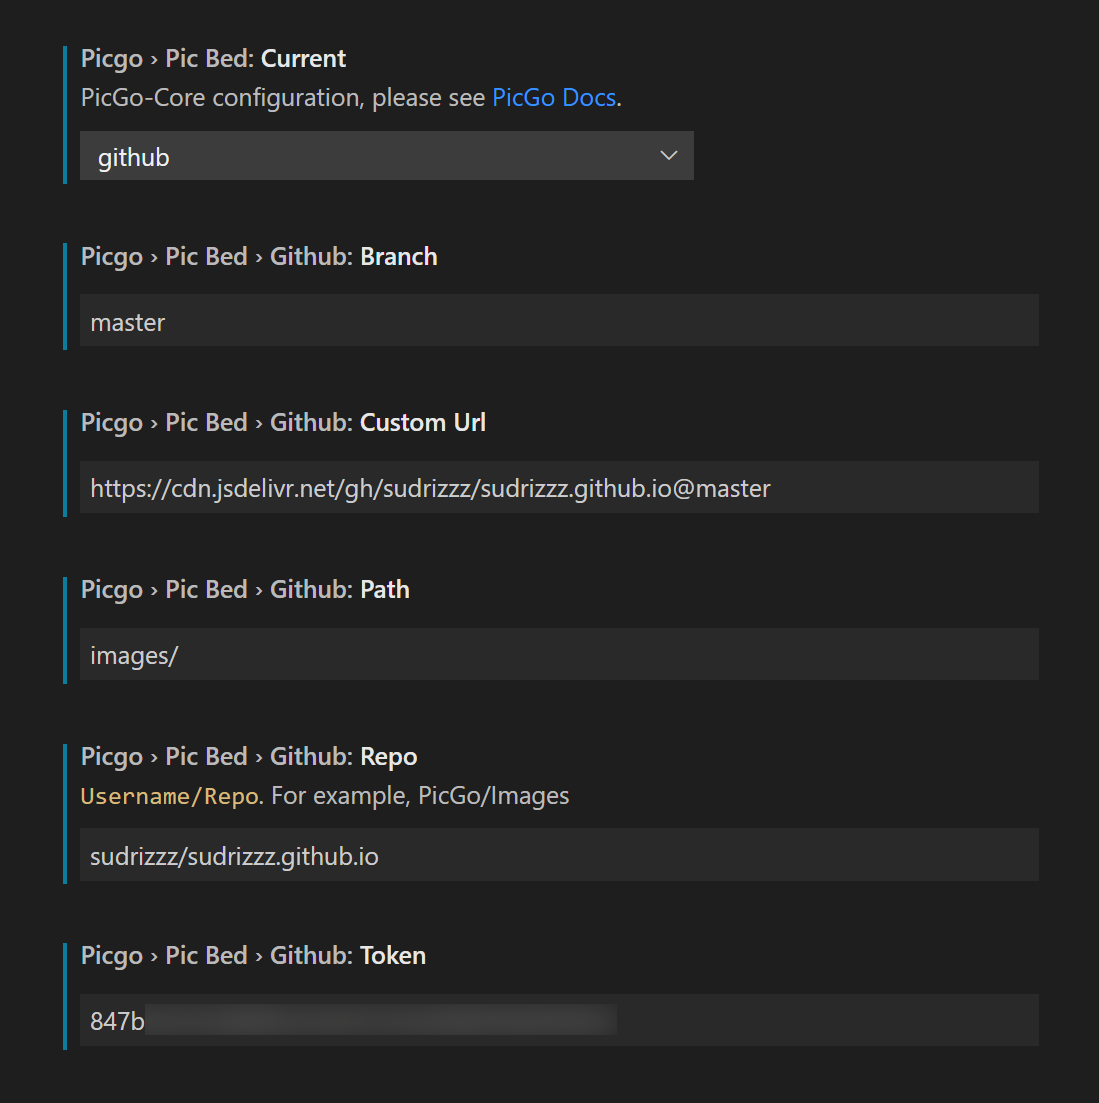 Picgo › Pic Bed: Current
PicGo-Core configuration, please see PicGo Docs.
github
Picgo › Pic Bed › Github: Branch
master
Picgo › Pic Bed › Github: Custom Url
https://cdn.jsdelivr.net/gh/sudrizzz/sudrizzz.github.io@master
Picgo › Pic Bed › Github: Path
images/
Picgo › Pic Bed › Github: Repo
Username/Repo. For example, PicGo/Images
sudrizzz/sudrizzz.github.io
Picgo › Pic Bed › Github: Token
847b